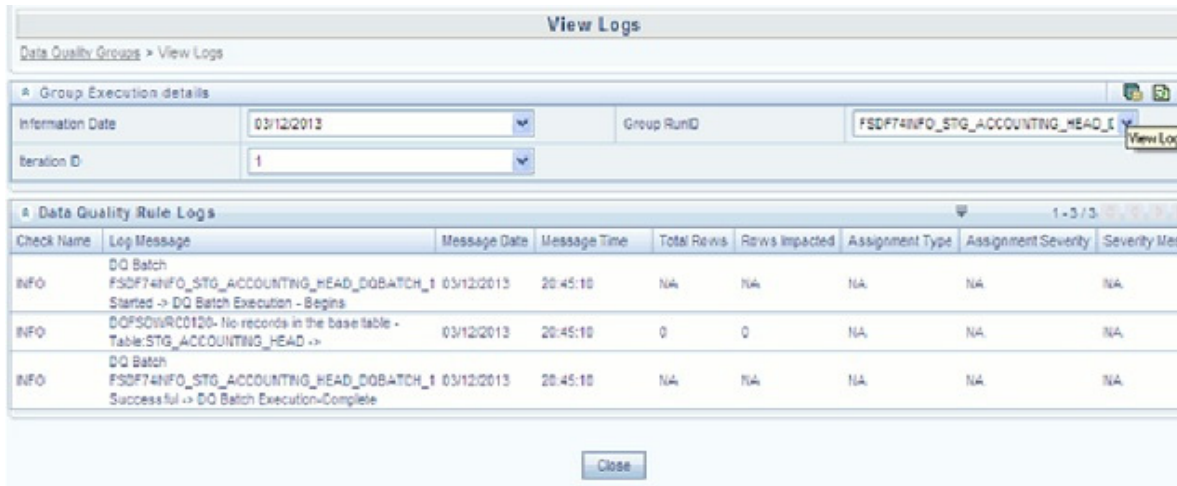 View Logs
Data Quality Groups > View Logs
Group Execution details
Information Date 03/12/2013 Group RunID FSDF74INFO_STG_ACCOUNTING_HEAD_D
View Log
Iteration ID 1
Data Quality Rule Logs 1 - 3 / 3
Check Name Log Message Message Date Message Time Total Rows Rows Impacted Assignment Type Assignment Severity Severity Mes
DQ Batch
INFO FSDF74INFO_STG_ACCOUNTING_HEAD_DQBATCH_1 03/12/2013 20:45:10 NA NA NA NA NA
Started -> DQ Batch Execution - Begins
DQFSDWRC0120- No records in the base table -
INFO Table:STG_ACCOUNTING_HEAD -> 03/12/2013 20:45:10 0 0 NA NA NA
DQ Batch
INFO FSDF74INFO_STG_ACCOUNTING_HEAD_DQBATCH_1 03/12/2013 20:45:10 NA NA NA NA NA
Successful -> DQ Batch Execution-Complete
Close